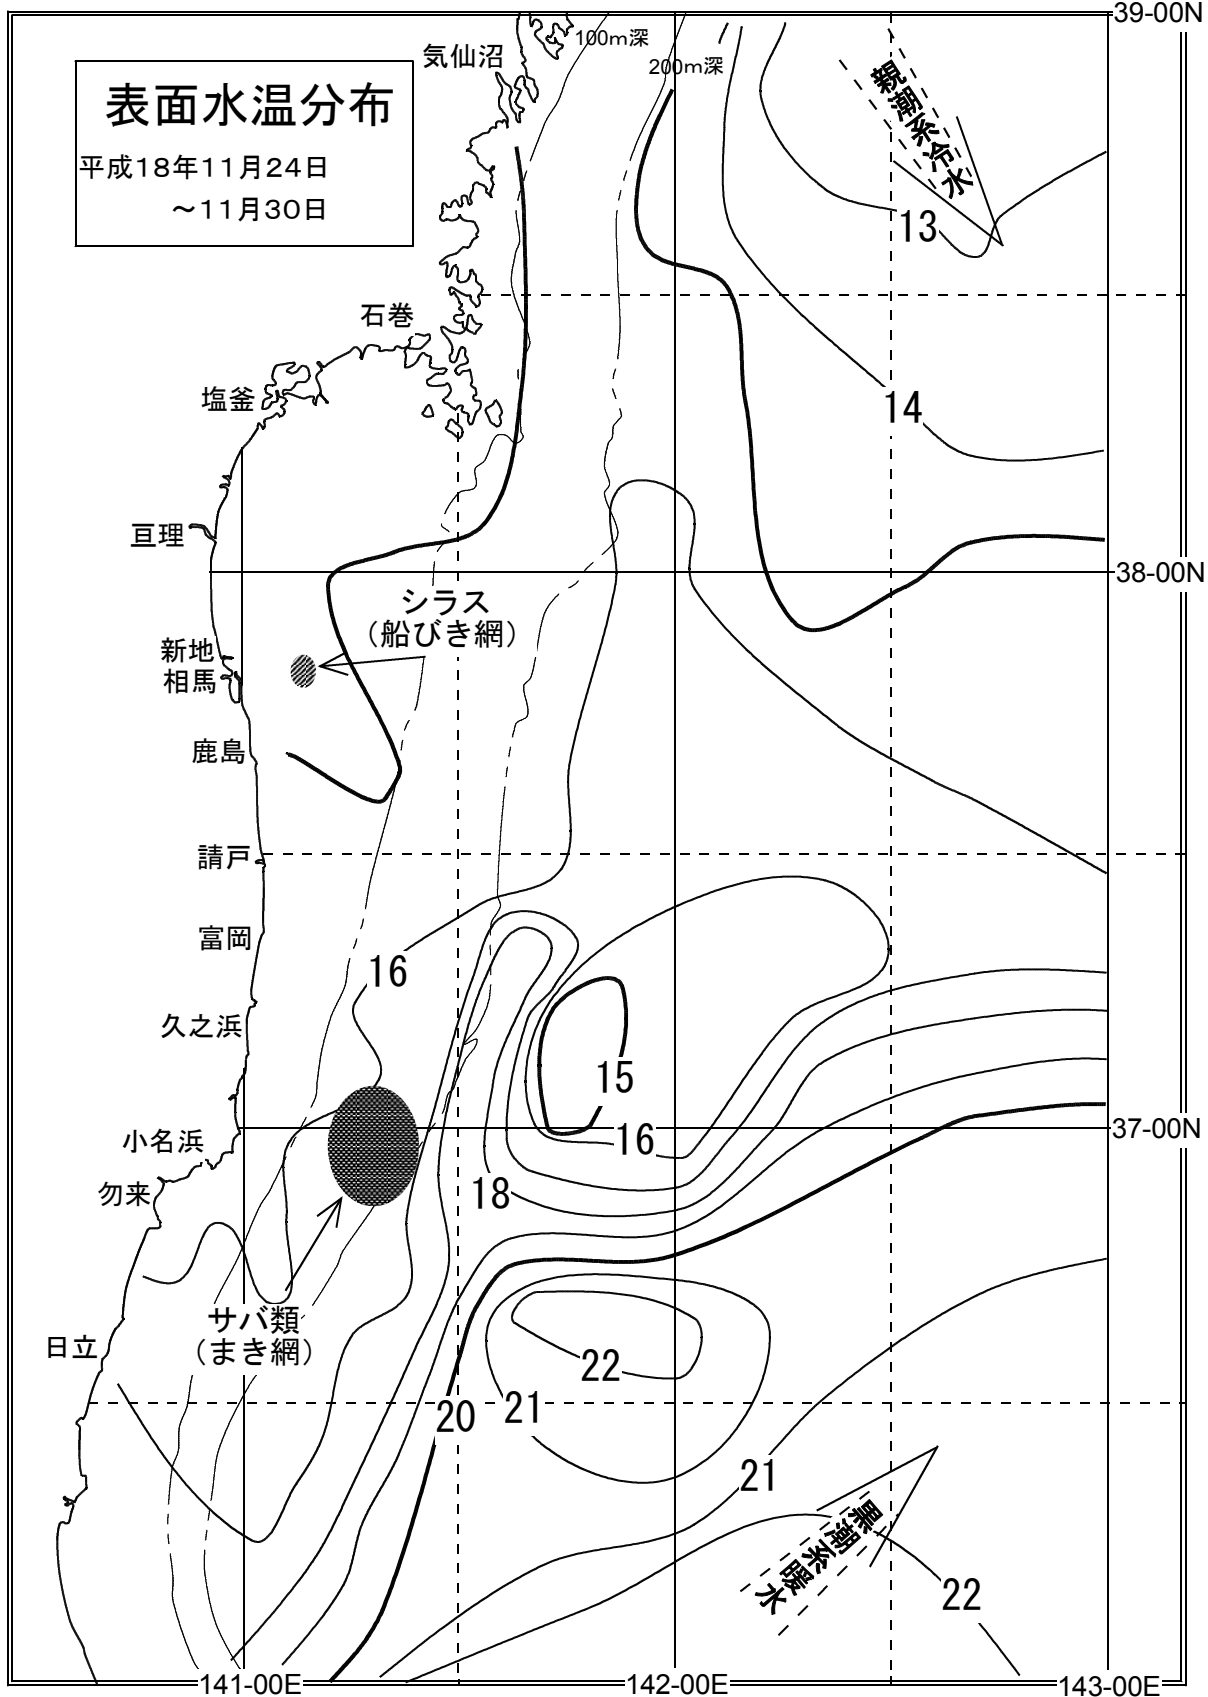 39-00N
100m深
気仙沼
200m深
表面水温分布
平成18年11月24日
～11月30日
親潮系冷水
13
石巻
塩釜
14
亘理
38-00N
シラス
（船びき網）
新地
相馬
鹿島
請戸
富岡
16
久之浜
15
小名浜
16
37-00N
勿来
18
サバ類
（まき網）
日立
22
20
21
21
黒潮系暖水
22
141-00E
142-00E
143-00E